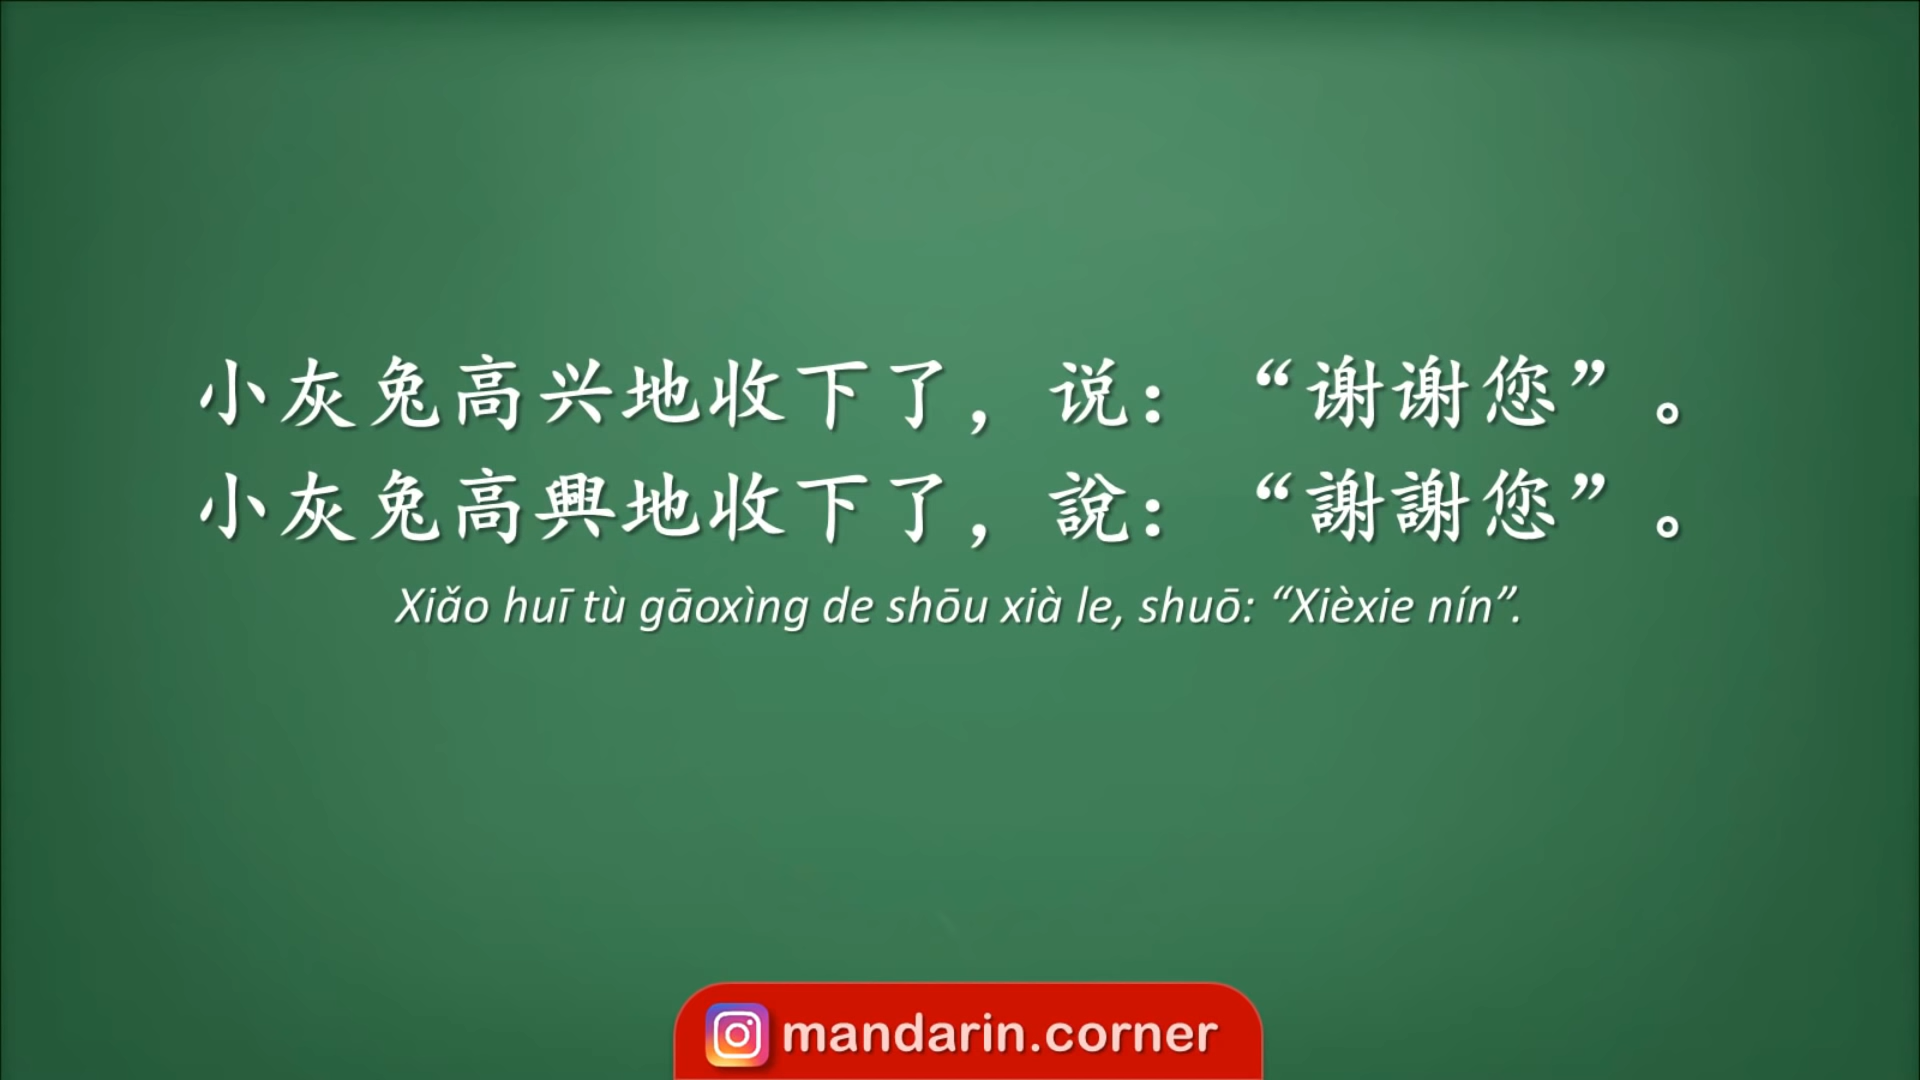 小灰兔高兴地收下了，说：“谢谢您”。
小灰兔高興地收下了，說：“謝謝您”。
Xiǎo huī tù gāoxìng de shōu xià le, shuō: “Xièxie nín”.
mandarin.corner